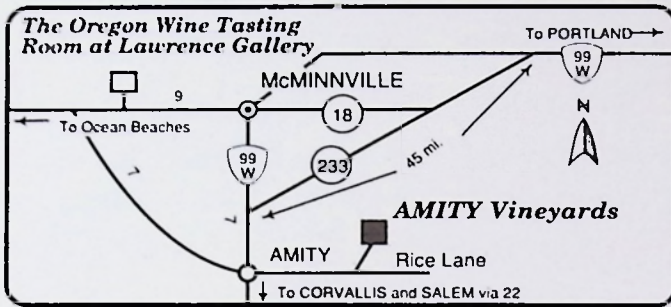 The Oregon Wine Tasting
Room at Lawrence Gallery
To PORTLAND
99
W
McMINNVILLE
9
18
To Ocean Beaches
N
99
W
233
45 mi.
7
7
AMITY Vineyards
AMITY
Rice Lane
To CORVALLIS and SALEM via 22